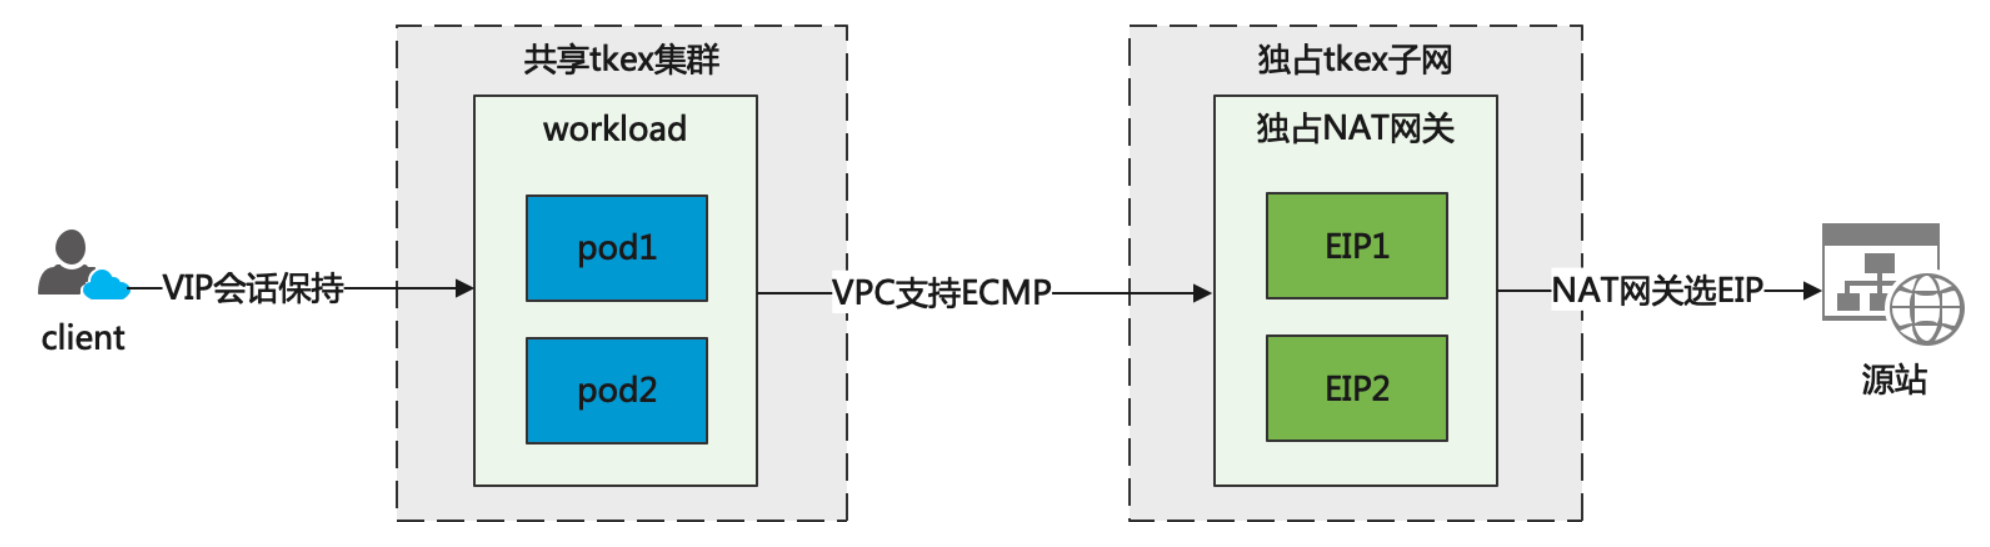 client
VIP会话保持
共享tkex集群
workload
pod1
pod2
VPC支持ECMP
独占tkex子网
独占NAT网关
EIP1
EIP2
NAT网关选EIP
源站